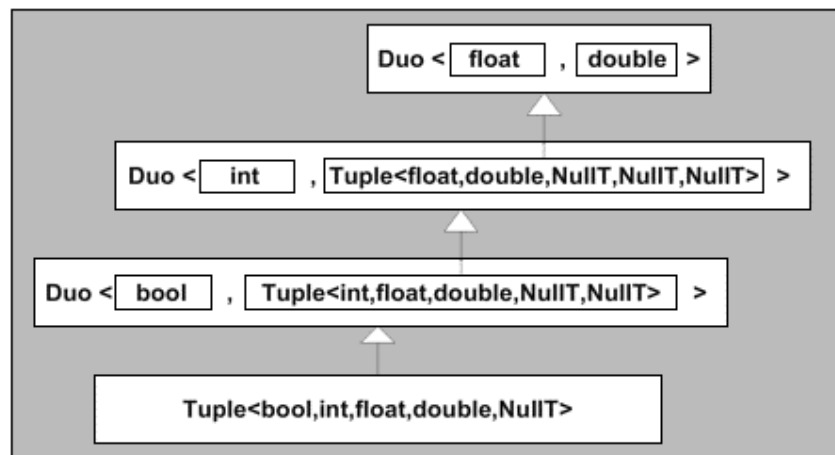 Duo < float , double >
Duo < int , Tuple<float,double,NullT,NullT,NullT> >
Duo < bool , Tuple<int,float,double,NullT,NullT> >
Tuple<bool,int,float,double,NullT>